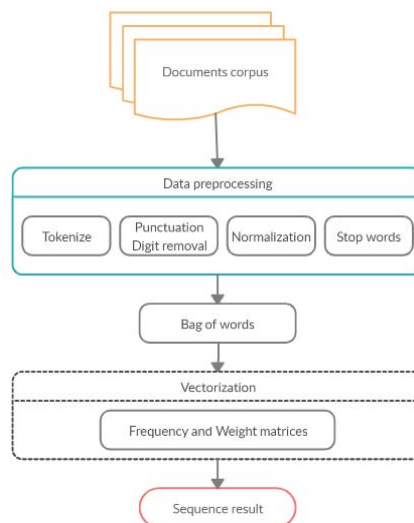 Documents corpus
Data preprocessing
Tokenize
Punctuation
Digit removal
Normalization
Stop words
Bag of words
Vectorization
Frequency and Weight matrices
Sequence result